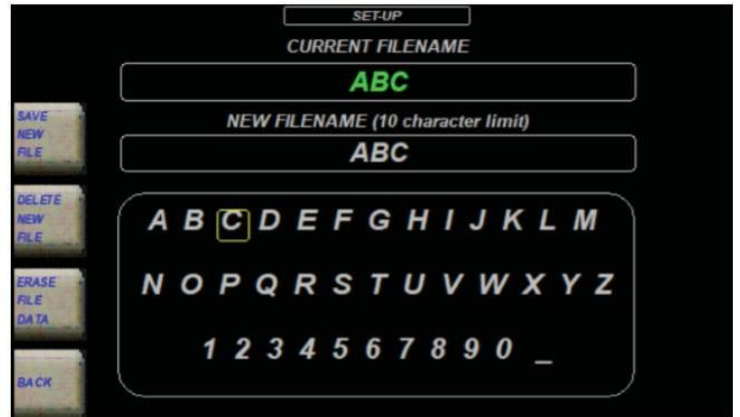 SET-UP
CURRENT FILENAME
ABC
NEW FILENAME (10 character limit)
ABC
SAVE
NEW
FILE
DELETE
NEW
FILE
ERASE
FILE
DATA
BACK
A B C D E F G H I J K L M
N O P Q R S T U V W X Y Z
1 2 3 4 5 6 7 8 9 0 _